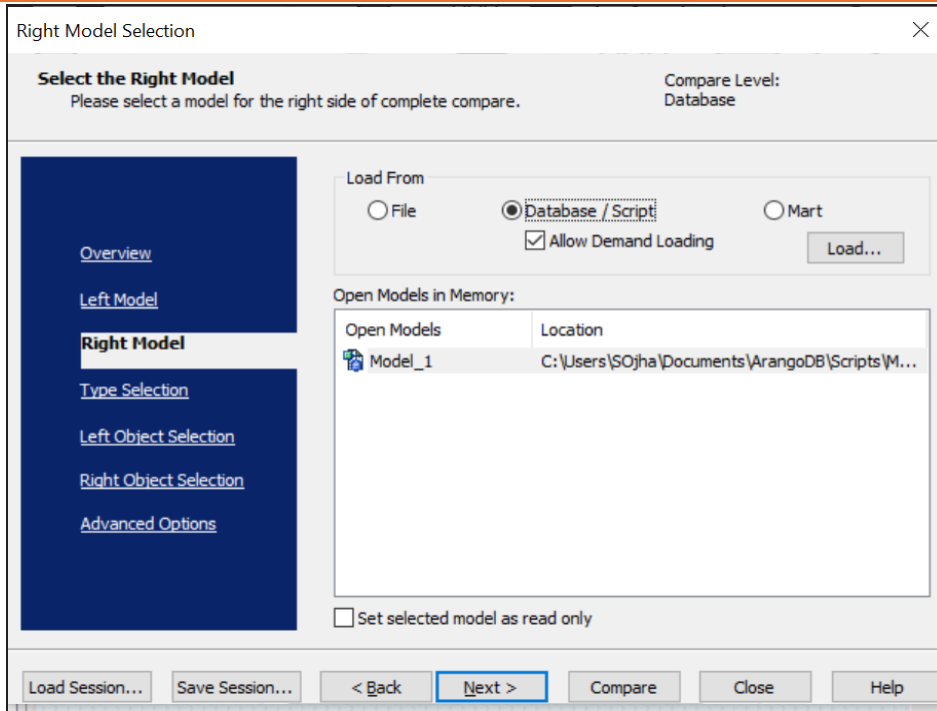 Right Model Selection
Select the Right Model
Please select a model for the right side of complete compare.
Compare Level:
Database
Overview
Left Model
Right Model
Type Selection
Left Object Selection
Right Object Selection
Advanced Options
Load From
File
Database / Script
Mart
Allow Demand Loading
Load...
Open Models in Memory:
Open Models
Location
Model_1
C:\Users\SOjha\Documents\ArangoDB\Scripts\M...
Set selected model as read only
Load Session...
Save Session...
< Back
Next >
Compare
Close
Help